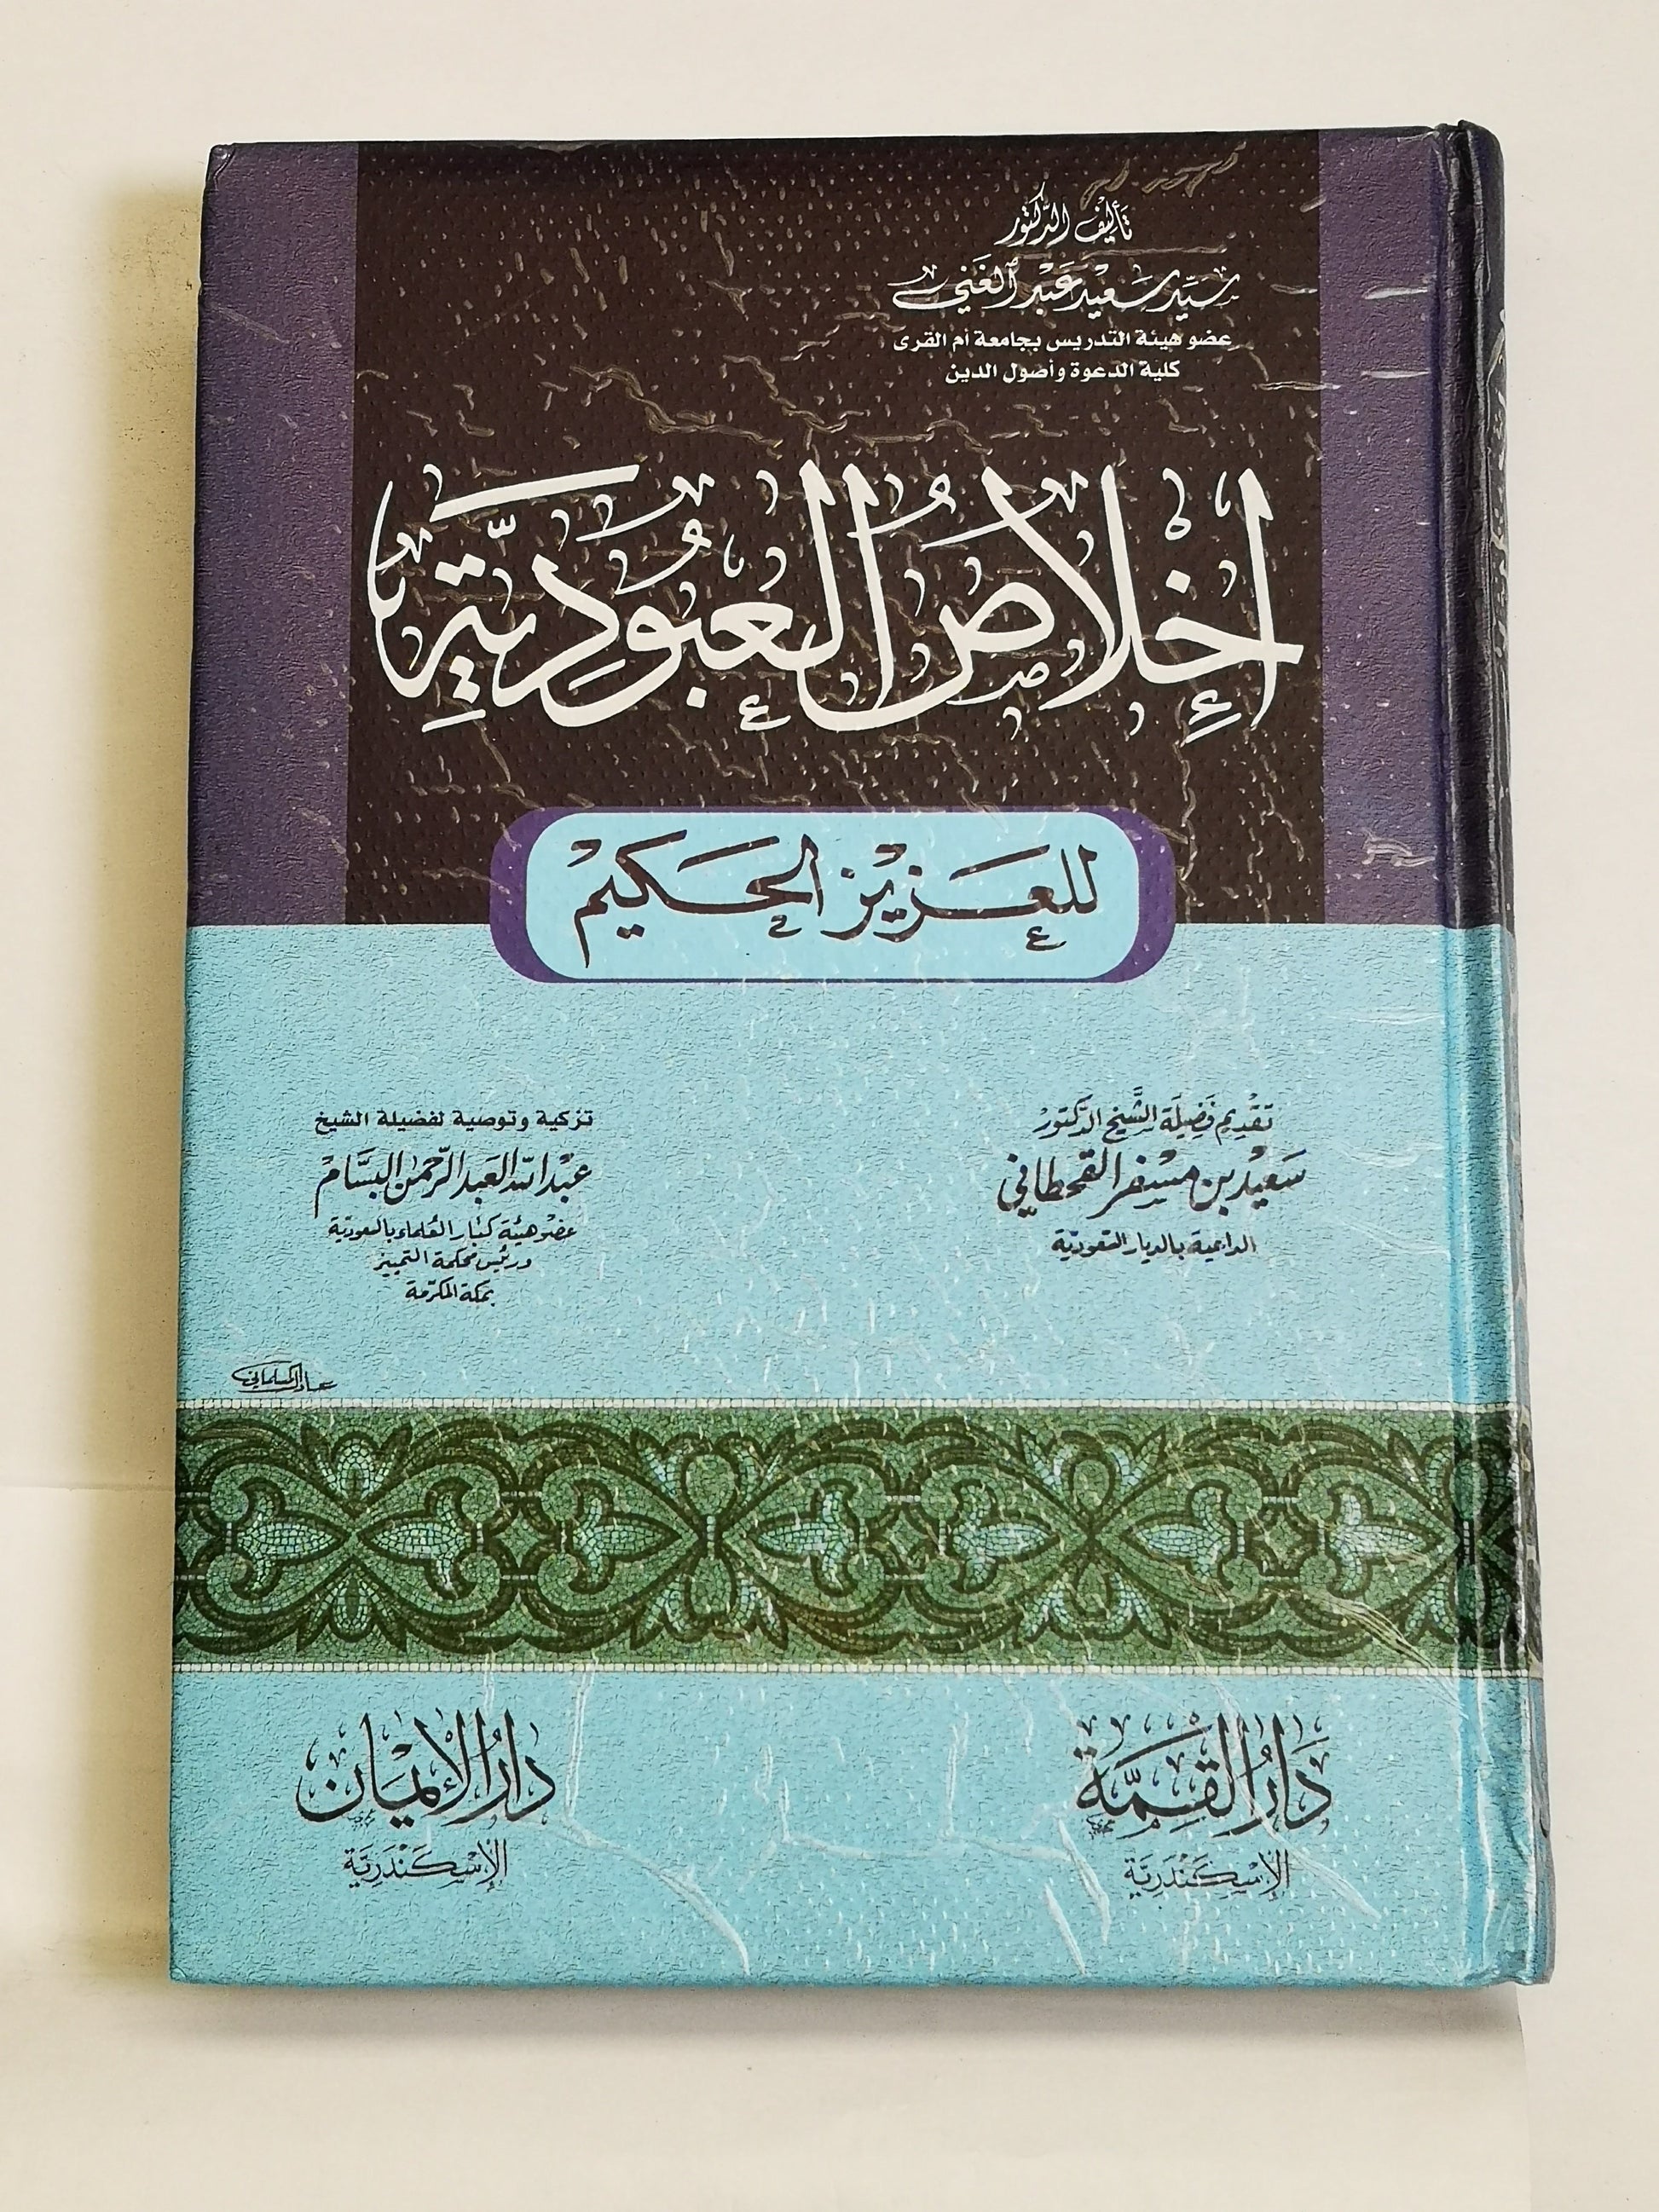 تأليف الدكتور
سيد سعيد عبد الغني
عضو هيئة التدريس بجامعة أم القرى
كلية الدعوة وأصول الدين
إخلاص العبودية
للعزيز الحكيم
تقديم فضيلة الشيخ الدكتور
سعيد بن مسفر القحطاني
الداعية بالديار السعودية
تزكية وتوصية لفضيلة الشيخ
عبد الله العبد الرحمن البسام
عضو هيئة كبار العلماء بالسعودية
ورئيس محكمة التمييز
بمكة المكرمة
دار القمة
الإسكندرية
دار الإيمان
الإسكندرية